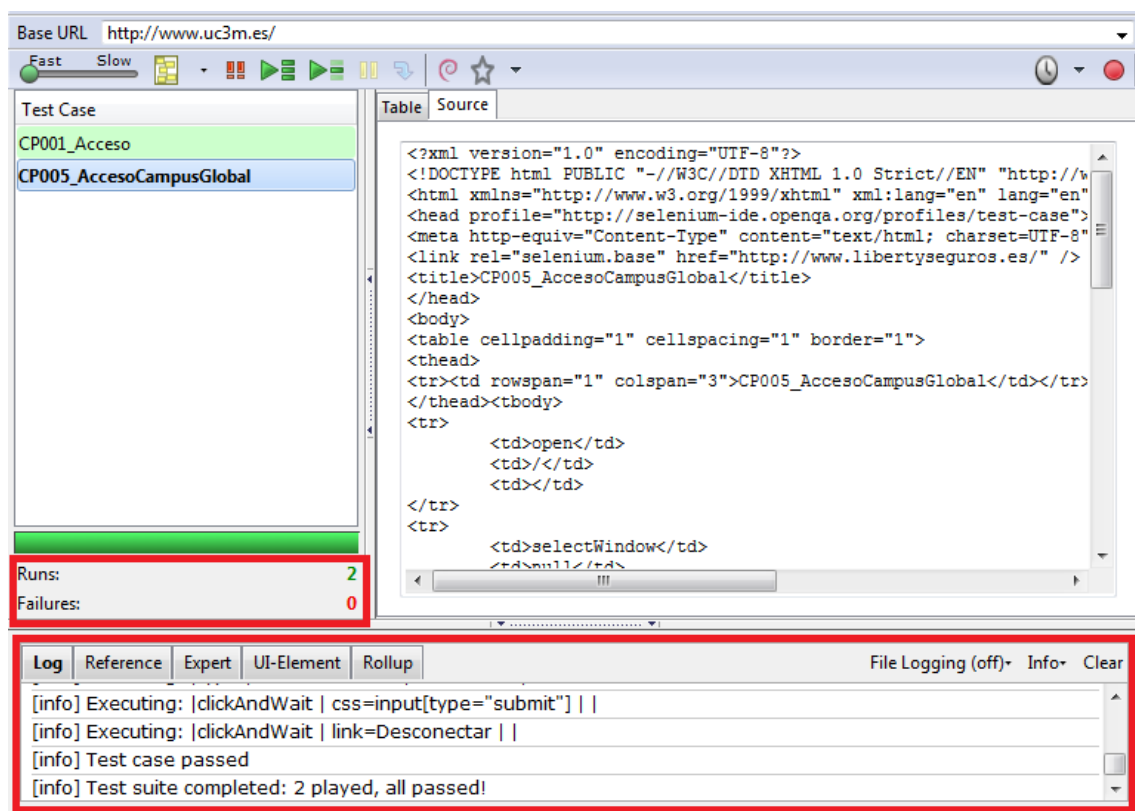 Base URL http://www.uc3m.es/
Fast Slow
Test Case
CP001_Acceso
CP005_AccesoCampusGlobal
Runs: 2
Failures: 0
Table Source
<?xml version="1.0" encoding="UTF-8"?>
<!DOCTYPE html PUBLIC "-//W3C//DTD XHTML 1.0 Strict//EN" "http://w
<html xmlns="http://www.w3.org/1999/xhtml" xml:lang="en" lang="en"
<head profile="http://selenium-ide.openqa.org/profiles/test-case">
<meta http-equiv="Content-Type" content="text/html; charset=UTF-8"
<link rel="selenium.base" href="http://www.libertyseguros.es/" />
<title>CP005_AccesoCampusGlobal</title>
</head>
<body>
<table cellpadding="1" cellspacing="1" border="1">
<thead>
<tr><td rowspan="1" colspan="3">CP005_AccesoCampusGlobal</td></tr>
</thead><tbody>
<tr>
<td>open</td>
<td>/</td>
<td></td>
</tr>
<tr>
<td>selectWindow</td>
<td>null</td>
Log Reference Expert UI-Element Rollup File Logging (off) Info Clear
[info] Executing: |clickAndWait | css=input[type="submit"] | |
[info] Executing: |clickAndWait | link=Desconectar | |
[info] Test case passed
[info] Test suite completed: 2 played, all passed!